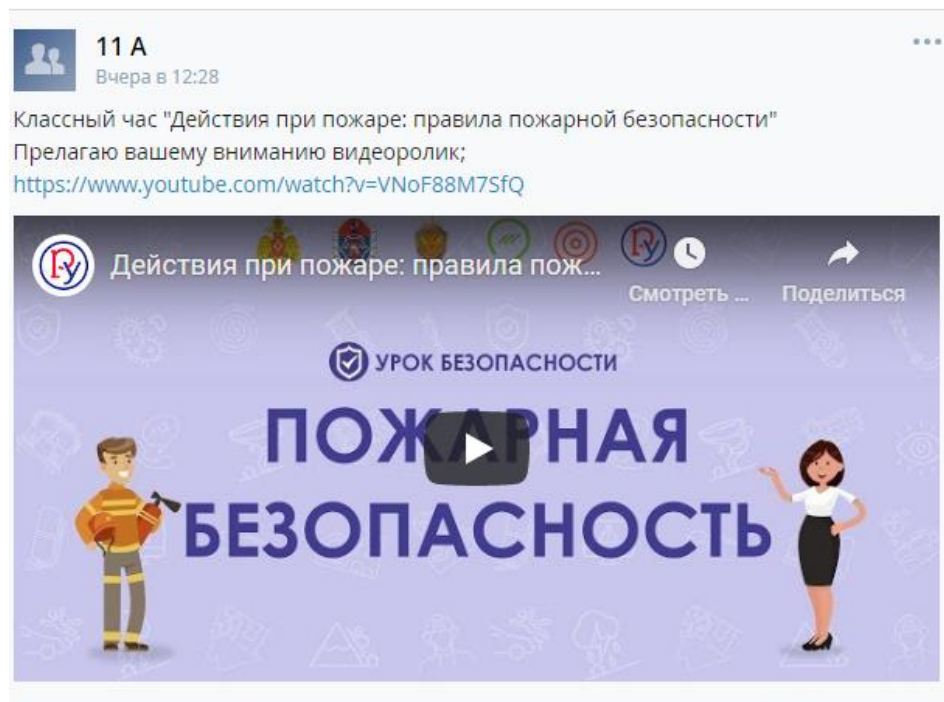 11 А
Вчера в 12:28
Классный час "Действия при пожаре: правила пожарной безопасности"
Прелагаю вашему вниманию видеоролик;
https://www.youtube.com/watch?v=VNoF88M7SfQ
Действия при пожаре: правила пож...
Смотреть ...
Поделиться
УРОК БЕЗОПАСНОСТИ
ПОЖАРНАЯ
БЕЗОПАСНОСТЬ